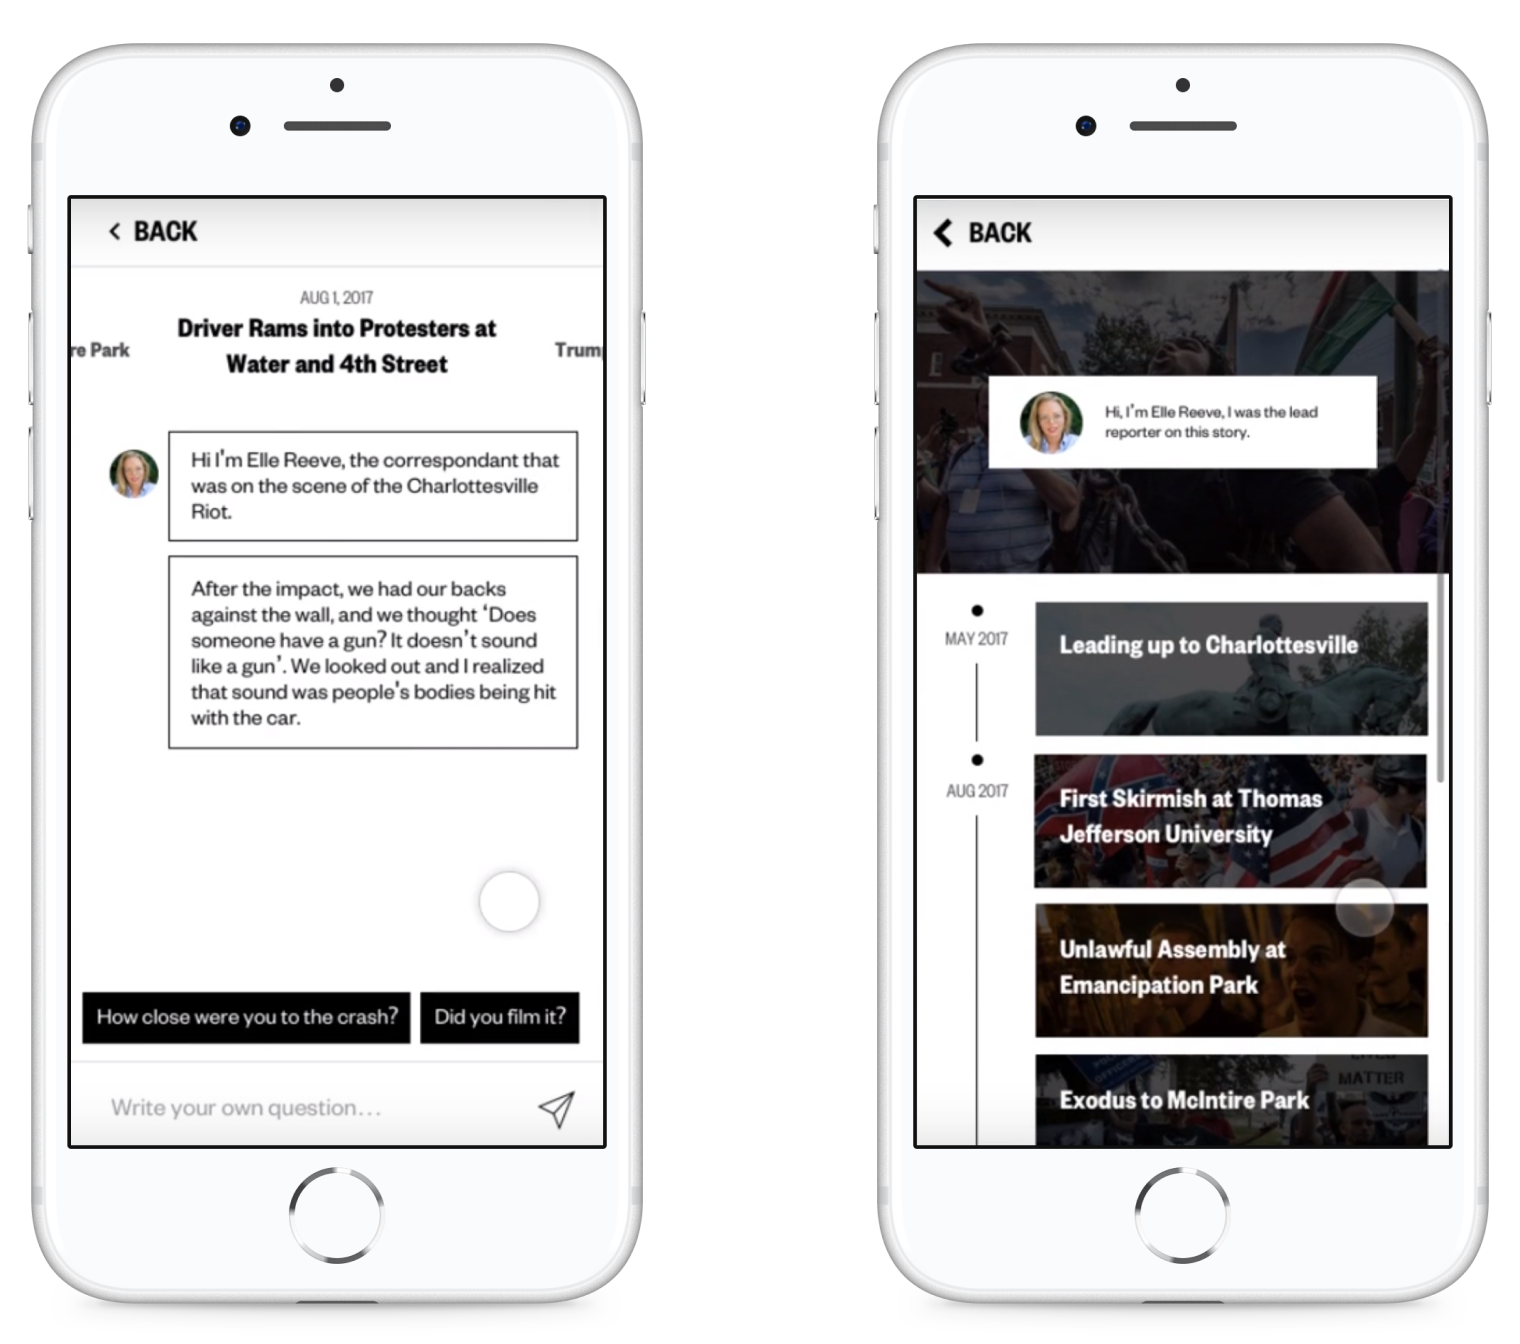 BACK
AUG 1, 2017
Driver Rams into Protesters at
Water and 4th Street
re Park
Trum
Hi I'm Elle Reeve, the correspondant that
was on the scene of the Charlottesville
Riot.
After the impact, we had our backs
against the wall, and we thought 'Does
someone have a gun? It doesn't sound
like a gun'. We looked out and I realized
that sound was people's bodies being hit
with the car.
How close were you to the crash?
Did you film it?
Write your own question...
BACK
Hi, I'm Elle Reeve, I was the lead
reporter on this story.
MAY 2017
Leading up to Charlottesville
AUG 2017
First Skirmish at Thomas
Jefferson University
Unlawful Assembly at
Emancipation Park
MATTER
Exodus to McIntire Park